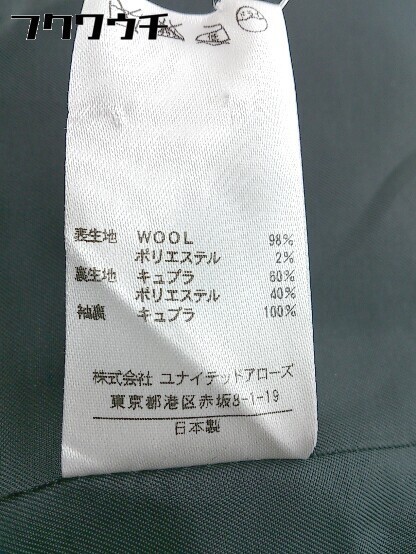 フクウクチ
表生地 WOOL 98%
ポリエステル 2%
裏生地 キュプラ 60%
ポリエステル 40%
袖裏 キュプラ 100%
株式会社 ユナイテッドアローズ
東京都港区赤坂8-1-19
日本製